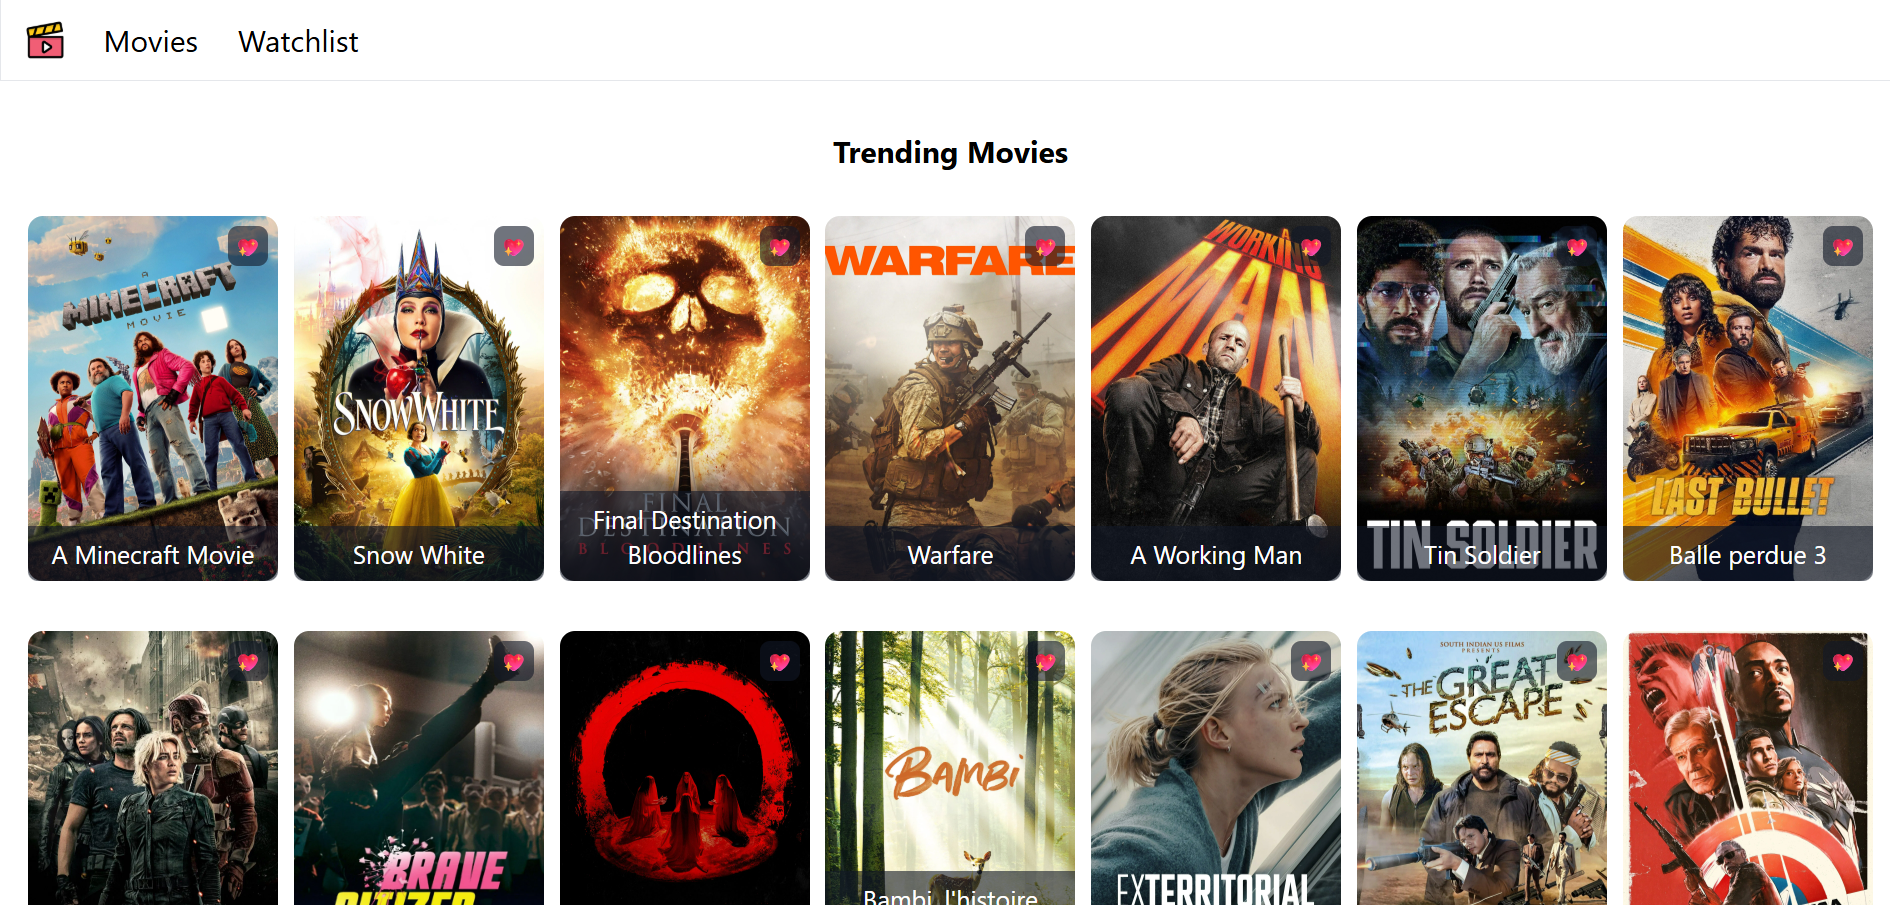 Movies
Watchlist
Trending Movies
A
MINECRAFT
MOVIE
A Minecraft Movie
SNOW WHITE
Snow White
FINAL
DESTINATION
BLOODLINES
Final Destination
Bloodlines
WARFARE
Warfare
A
WORKING
MAN
A Working Man
TIN SOLDIER
Tin Soldier
LAST BULLET
Balle perdue 3
BRAVE
CITIZEN
BAMBI
Bambi, l'histoire
EXTERRITORIAL
SOUTH INDIAN US FILMS
PRESENTS
THE GREAT
ESCAPE